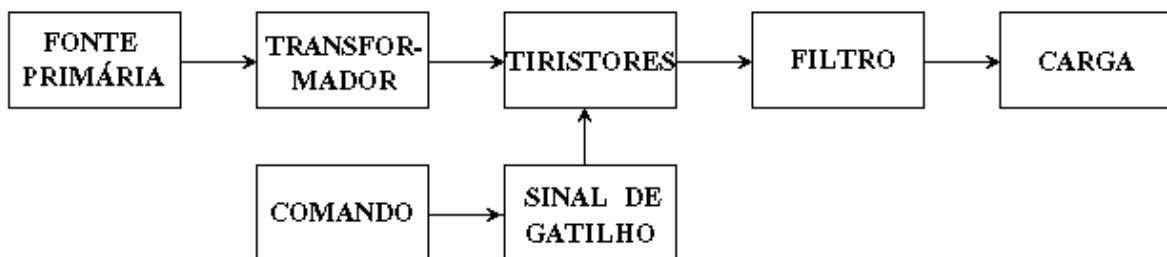 FONTE
PRIMÁRIA
TRANSFOR-
MADOR
TIRISTORES
FILTRO
CARGA
COMANDO
SINAL DE
GATILHO